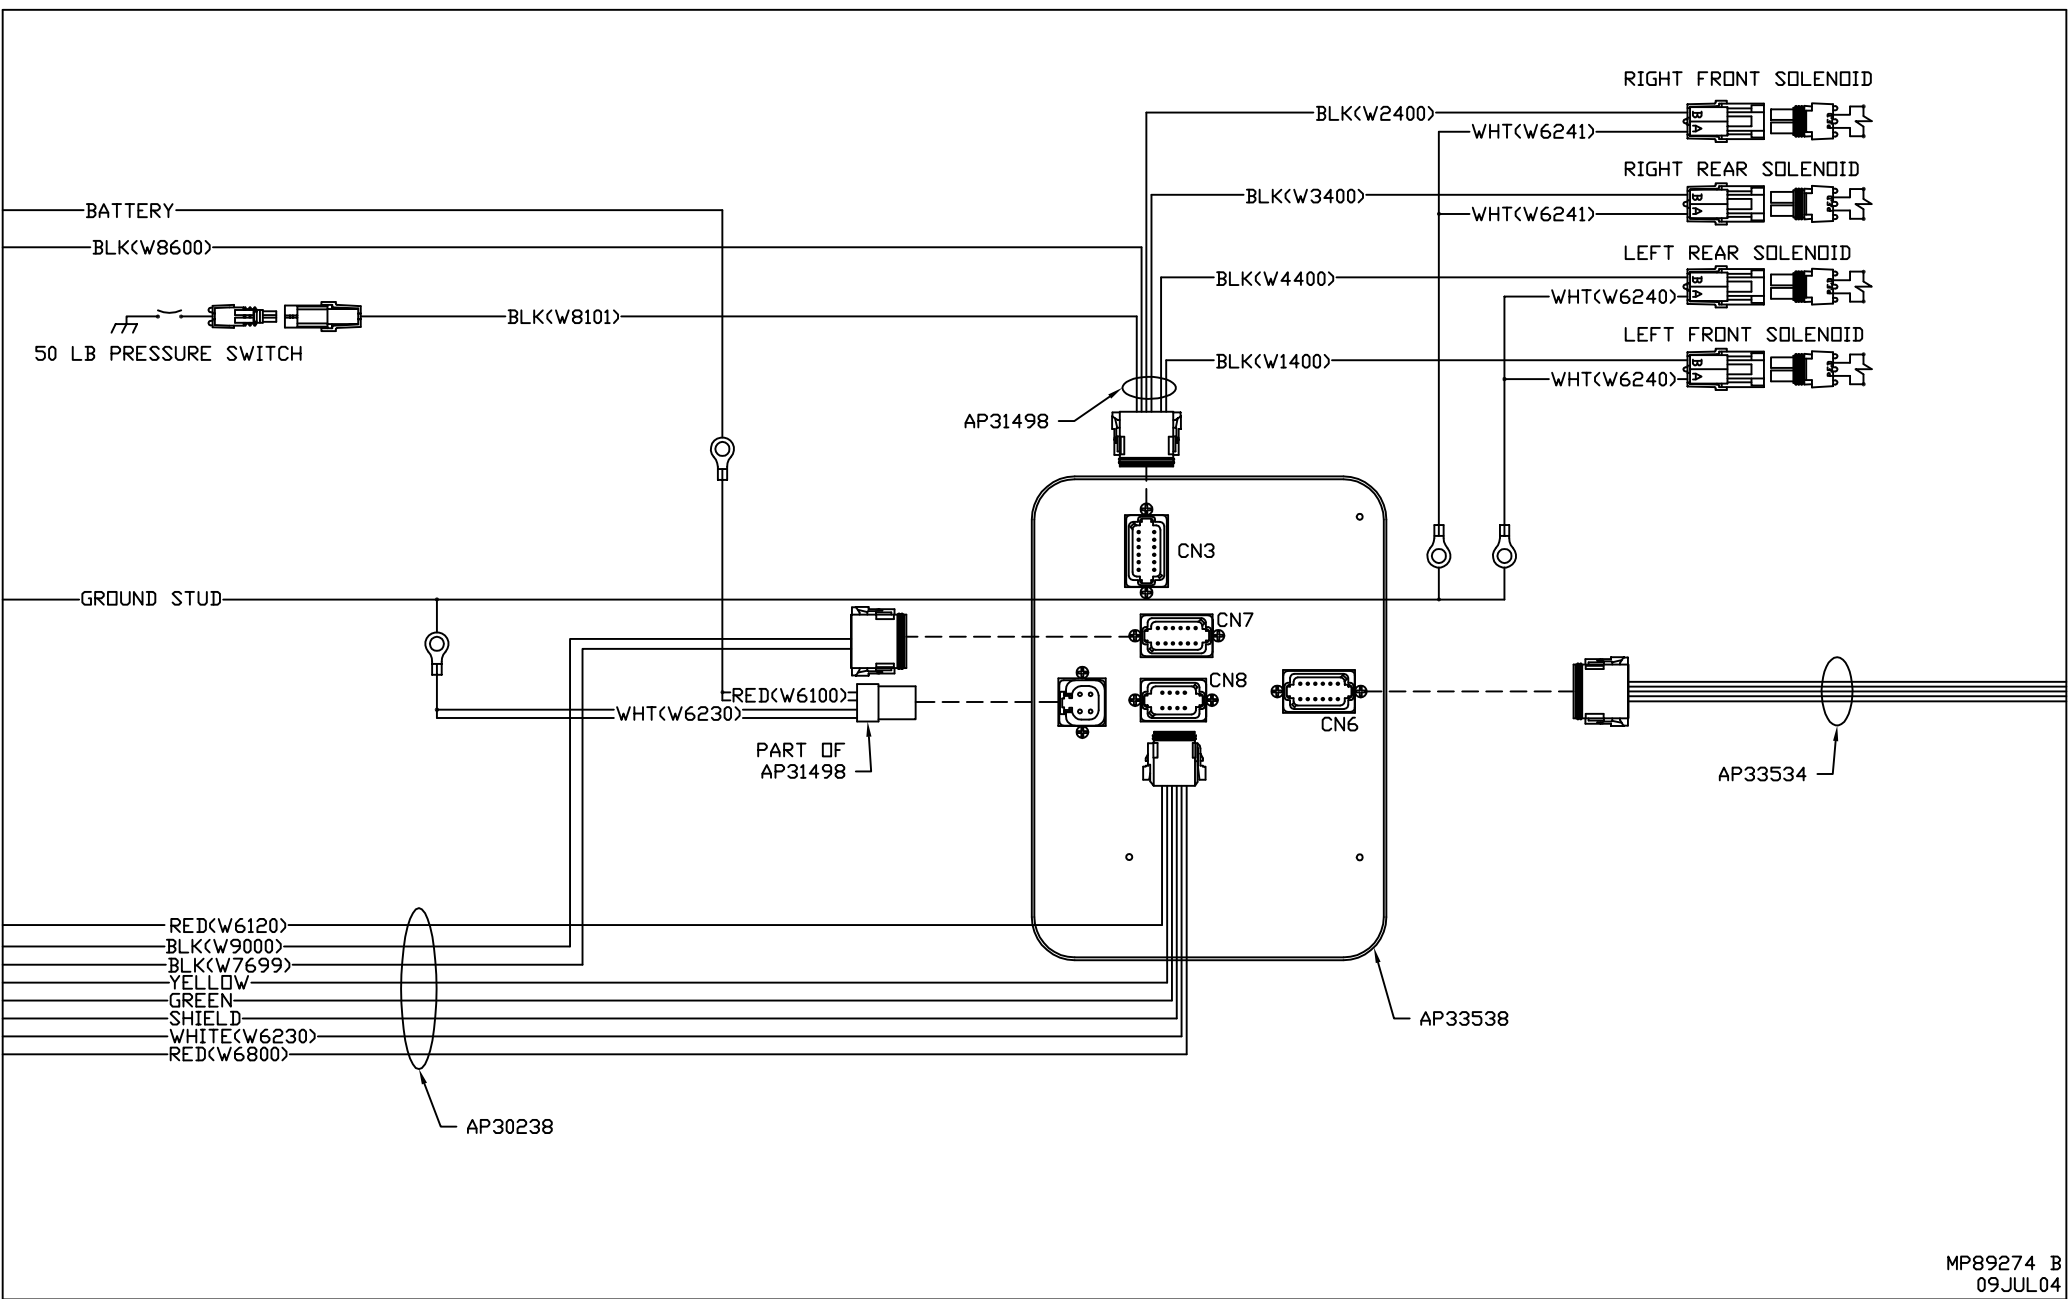 RIGHT FRONT SOLENOID
BLK(W2400)
B
A
WHT(W6241)
RIGHT REAR SOLENOID
BLK(W3400)
B
A
WHT(W6241)
BATTERY
BLK(W8600)
LEFT REAR SOLENOID
BLK(W4400)
B
A
WHT(W6240)
BLK(W8101)
50 LB PRESSURE SWITCH
LEFT FRONT SOLENOID
BLK(W1400)
B
A
WHT(W6240)
AP31498
CN3
GROUND STUD
CN7
CN8
RED(W6100)
WHT(W6230)
CN6
PART OF
AP31498
AP33534
RED(W6120)
BLK(W9000)
BLK(W7699)
YELLOW
GREEN
SHIELD
WHITE(W6230)
RED(W6800)
AP33538
AP30238
MP89274 B
09JUL04